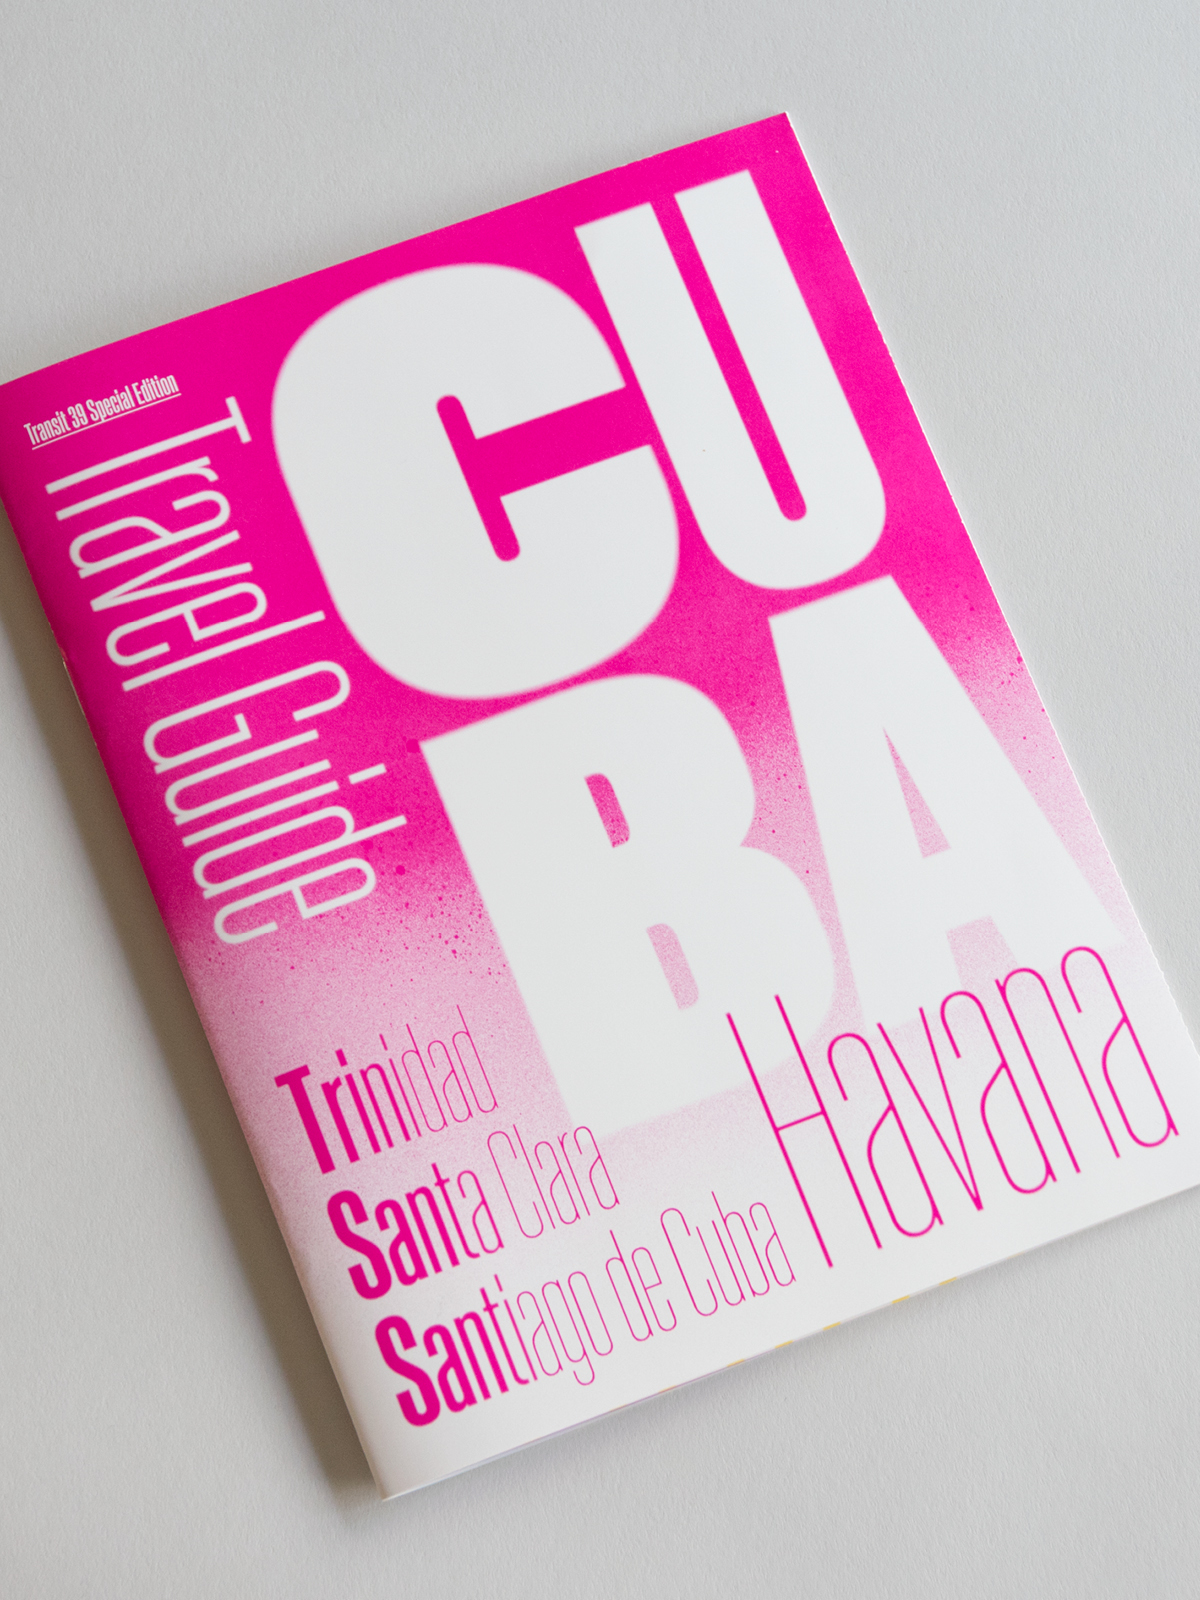 Transit 39 Special Edition
Travel Guide
CU
BA
Trinidad
Santa Clara
Santiago de Cuba
Havana